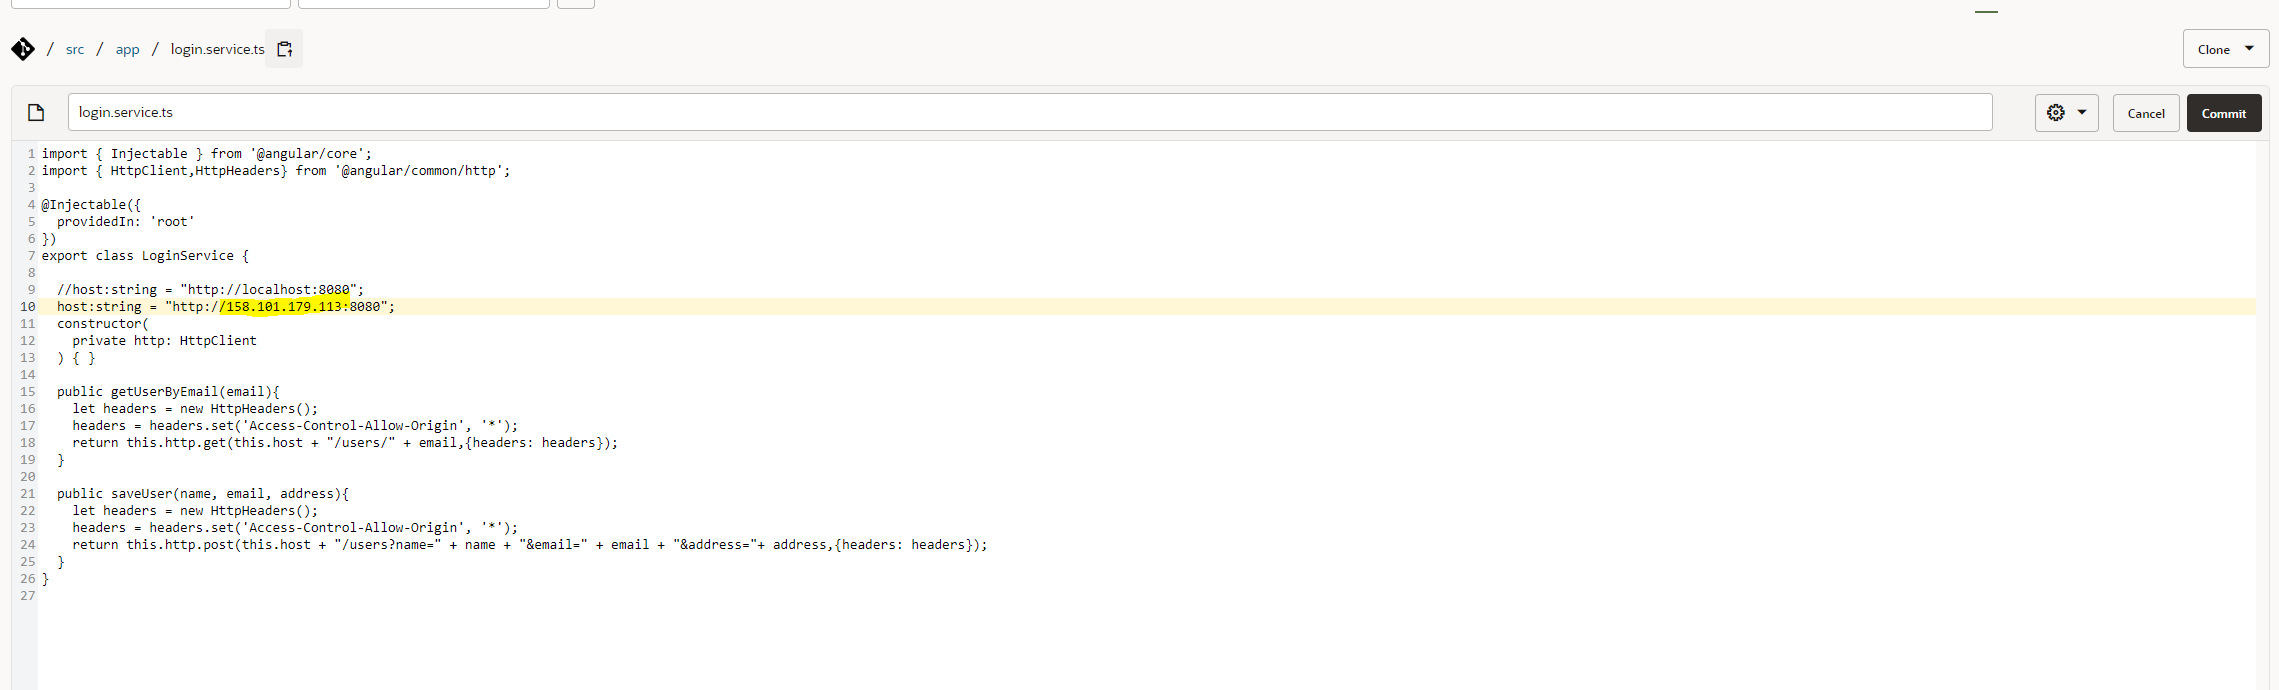 / src / app / login.service.ts
Clone
login.service.ts
Cancel
Commit
1 import { Injectable } from '@angular/core';
2 import { HttpClient,HttpHeaders} from '@angular/common/http';
3
4 @Injectable({
5   providedIn: 'root'
6 })
7 export class LoginService {
8
9   //host:string = "http://localhost:8080";
10   host:string = "http://158.101.179.113:8080";
11   constructor(
12     private http: HttpClient
13   ) { }
14
15   public getUserByEmail(email){
16     let headers = new HttpHeaders();
17     headers = headers.set('Access-Control-Allow-Origin', '*');
18     return this.http.get(this.host + "/users/" + email,{headers: headers});
19   }
20
21   public saveUser(name, email, address){
22     let headers = new HttpHeaders();
23     headers = headers.set('Access-Control-Allow-Origin', '*');
24     return this.http.post(this.host + "/users?name=" + name + "&email=" + email + "&address="+ address,{headers: headers});
25   }
26 }
27